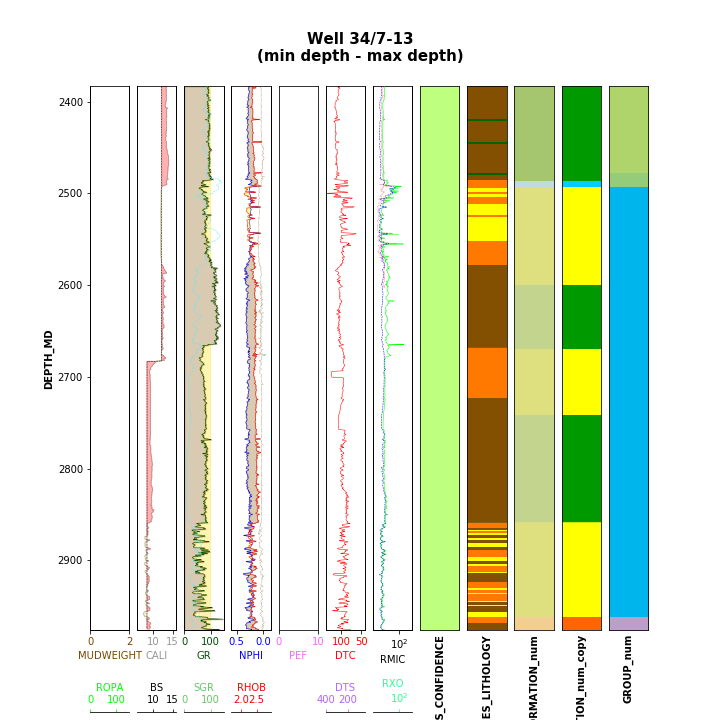 Well 34/7-13
(min depth - max depth)
2400
2500
2600
2700
2800
2900
DEPTH_MD
0 2 10 15 0 100 0.5 0.0 0 10 100 50 10²
MUDWEIGHT CALI GR NPHI PEF DTC RMIC
ROPA BS SGR RHOB DTS RXO
0 100 10 15 0 100 2.02.5 400 200 10²
S_CONFIDENCE
ES_LITHOLOGY
RMATION_num
TION_num_copy
GROUP_num